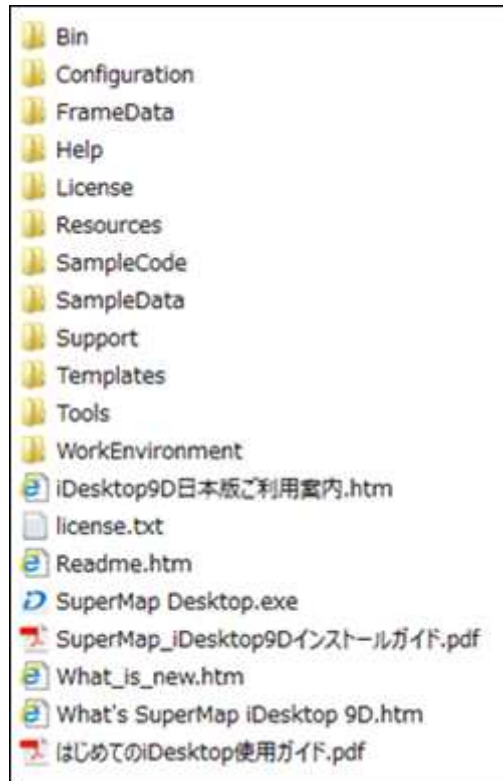 Bin
Configuration
FrameData
Help
License
Resources
SampleCode
SampleData
Support
Templates
Tools
WorkEnvironment
iDesktop9D日本版ご利用案内.htm
license.txt
Readme.htm
SuperMap Desktop.exe
SuperMap_iDesktop9Dインストールガイド.pdf
What_is_new.htm
What's SuperMap iDesktop 9D.htm
はじめてのiDesktop使用ガイド.pdf